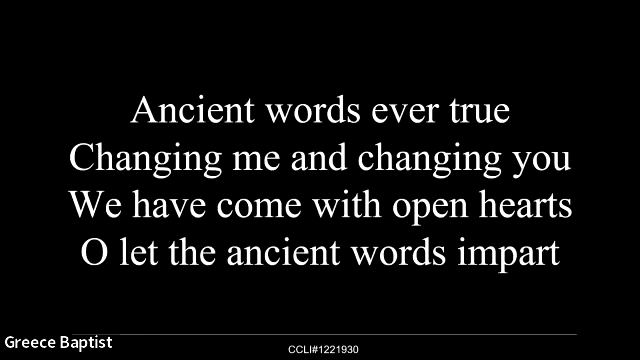 Ancient words ever true
Changing me and changing you
We have come with open hearts
O let the ancient words impart
Greece Baptist
CCLI#1221930